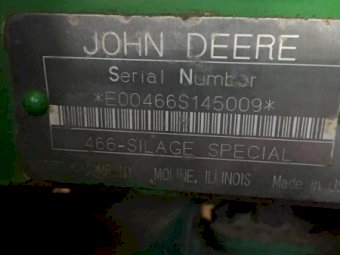 JOHN DEERE
Serial Number
*E00466S145009*
466-SILAGE SPECIAL
MOLINE, ILLINOIS Made in